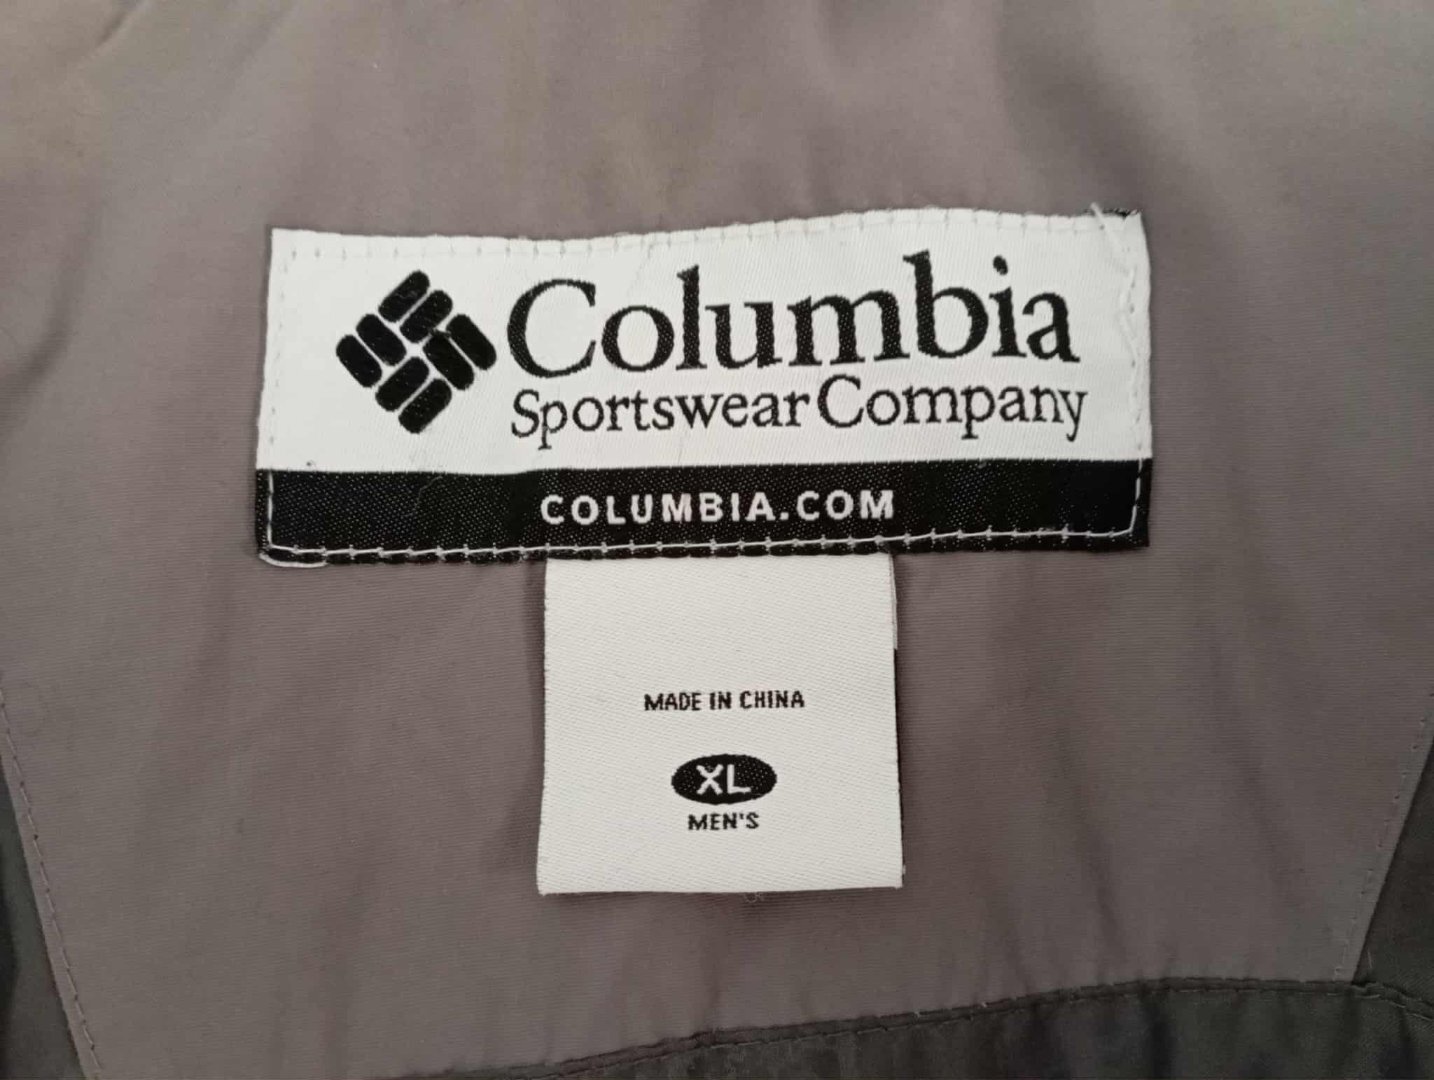 Columbia
Sportswear Company
COLUMBIA.COM
MADE IN CHINA
XL
MEN'S